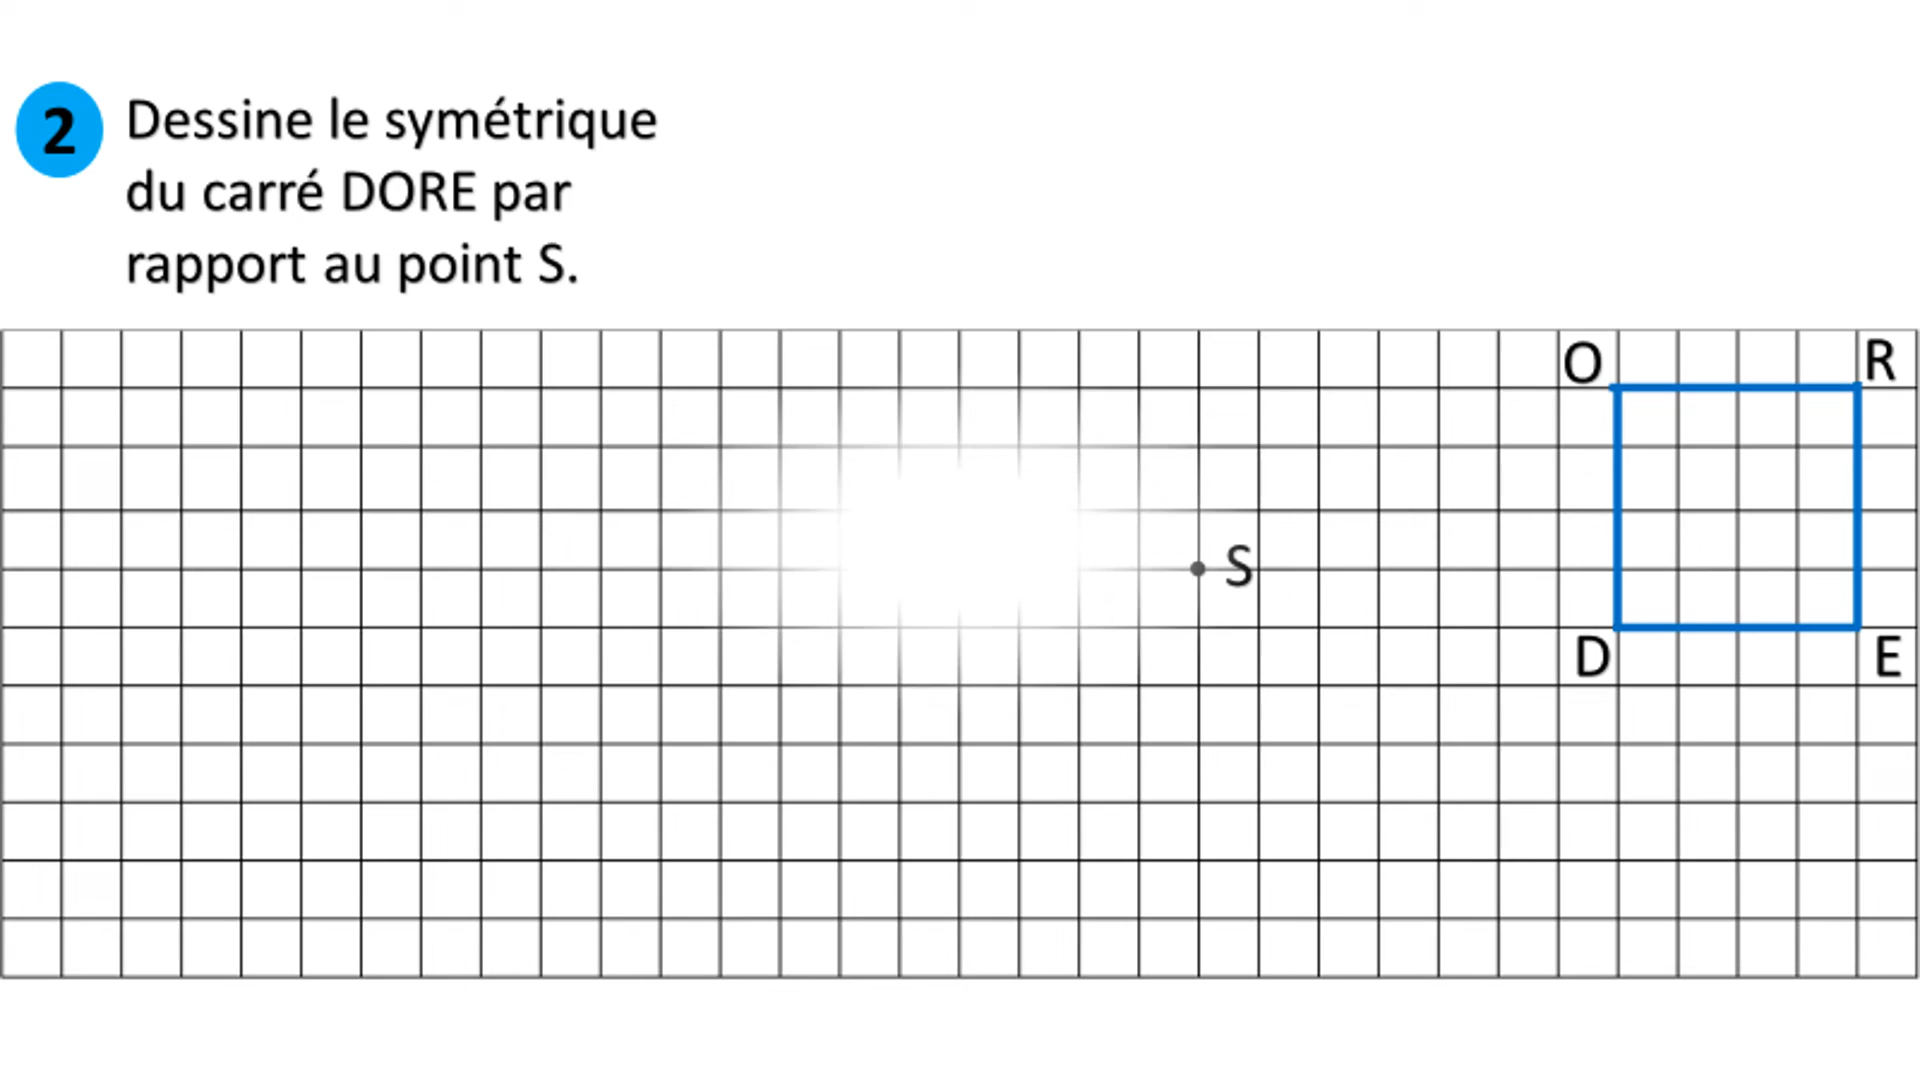 2 Dessine le symétrique
du carré DORE par
rapport au point S.
O R
S
D E